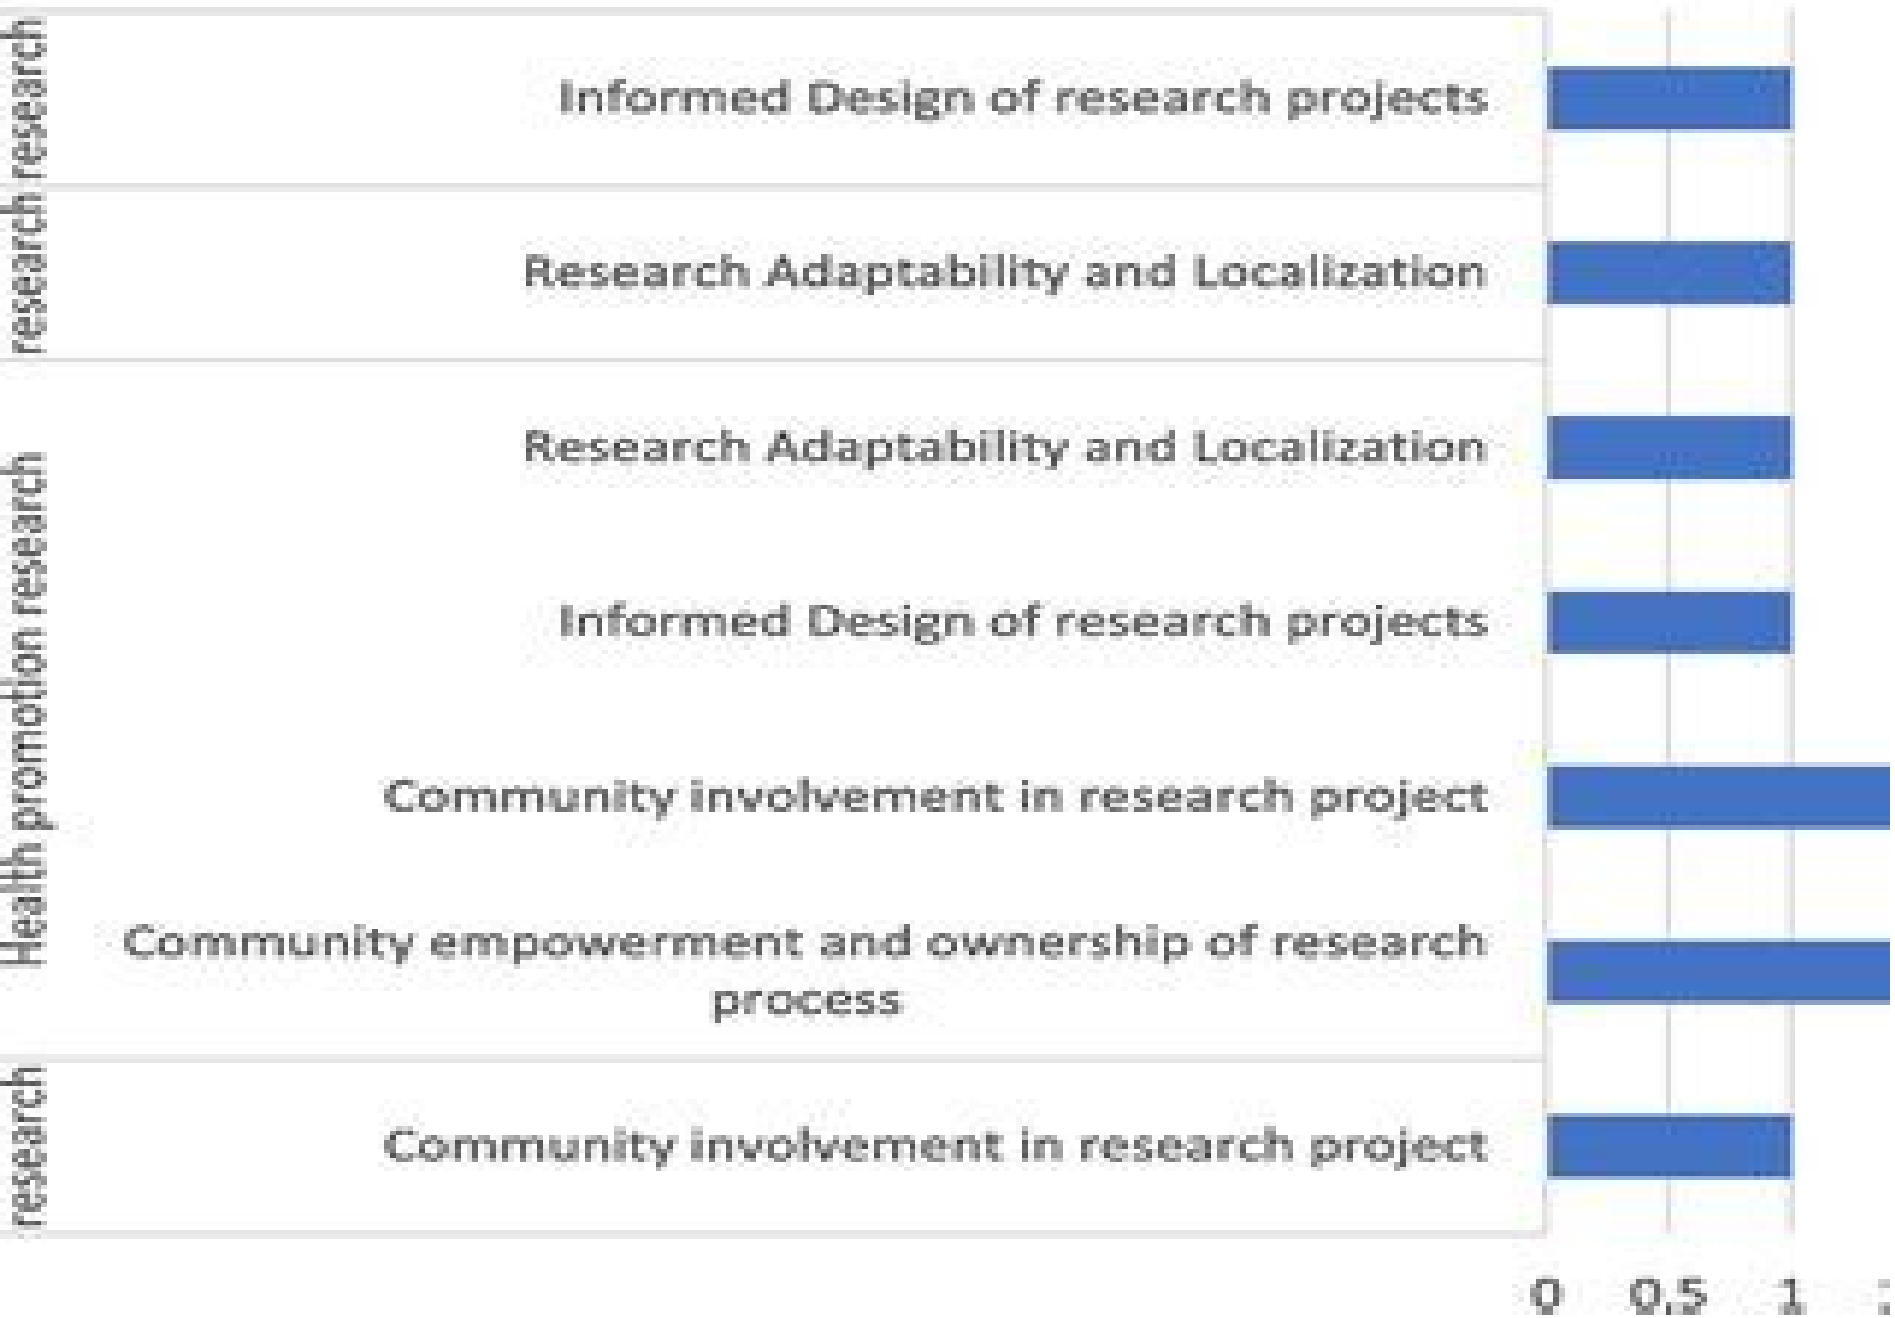 research
Informed Design of research projects
research
Research Adaptability and Localization
Health promotion research
Research Adaptability and Localization
Informed Design of research projects
Community involvement in research project
Community empowerment and ownership of research
process
research
Community involvement in research project
0 0.5 1